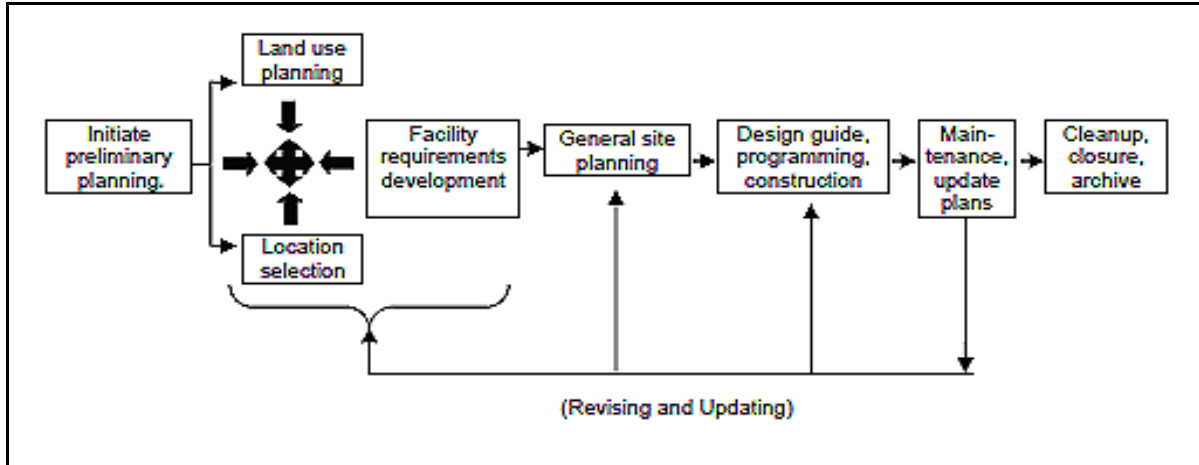 Land use
planning
Initiate
preliminary
planning.
Location
selection
Facility
requirements
development
General site
planning
Design guide,
programming,
construction
Main-
tenance,
update
plans
Cleanup,
closure,
archive
(Revising and Updating)